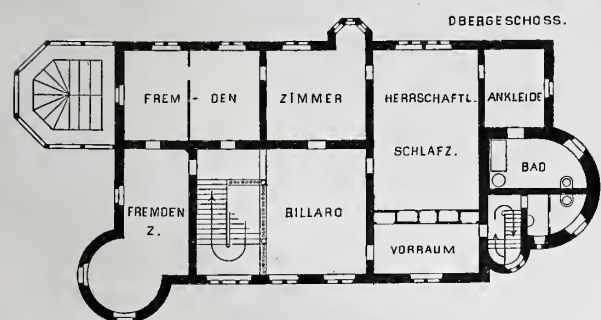 OBERGESCHOSS.
FREM - DEN ZIMMER HERRSCHAFTL. ANKLEIDE
SCHLAFZ. BAD
FREMDEN BILLARD
Z. VORRAUM